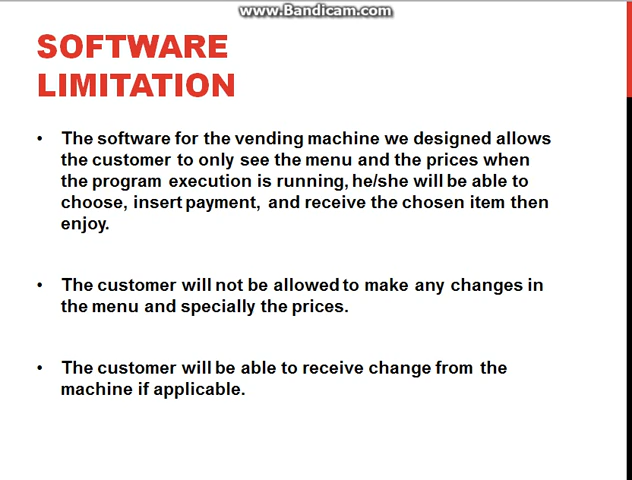 www.Bandicam.com
SOFTWARE
LIMITATION
• The software for the vending machine we designed allows
the customer to only see the menu and the prices when
the program execution is running, he/she will be able to
choose, insert payment, and receive the chosen item then
enjoy.
• The customer will not be allowed to make any changes in
the menu and specially the prices.
• The customer will be able to receive change from the
machine if applicable.